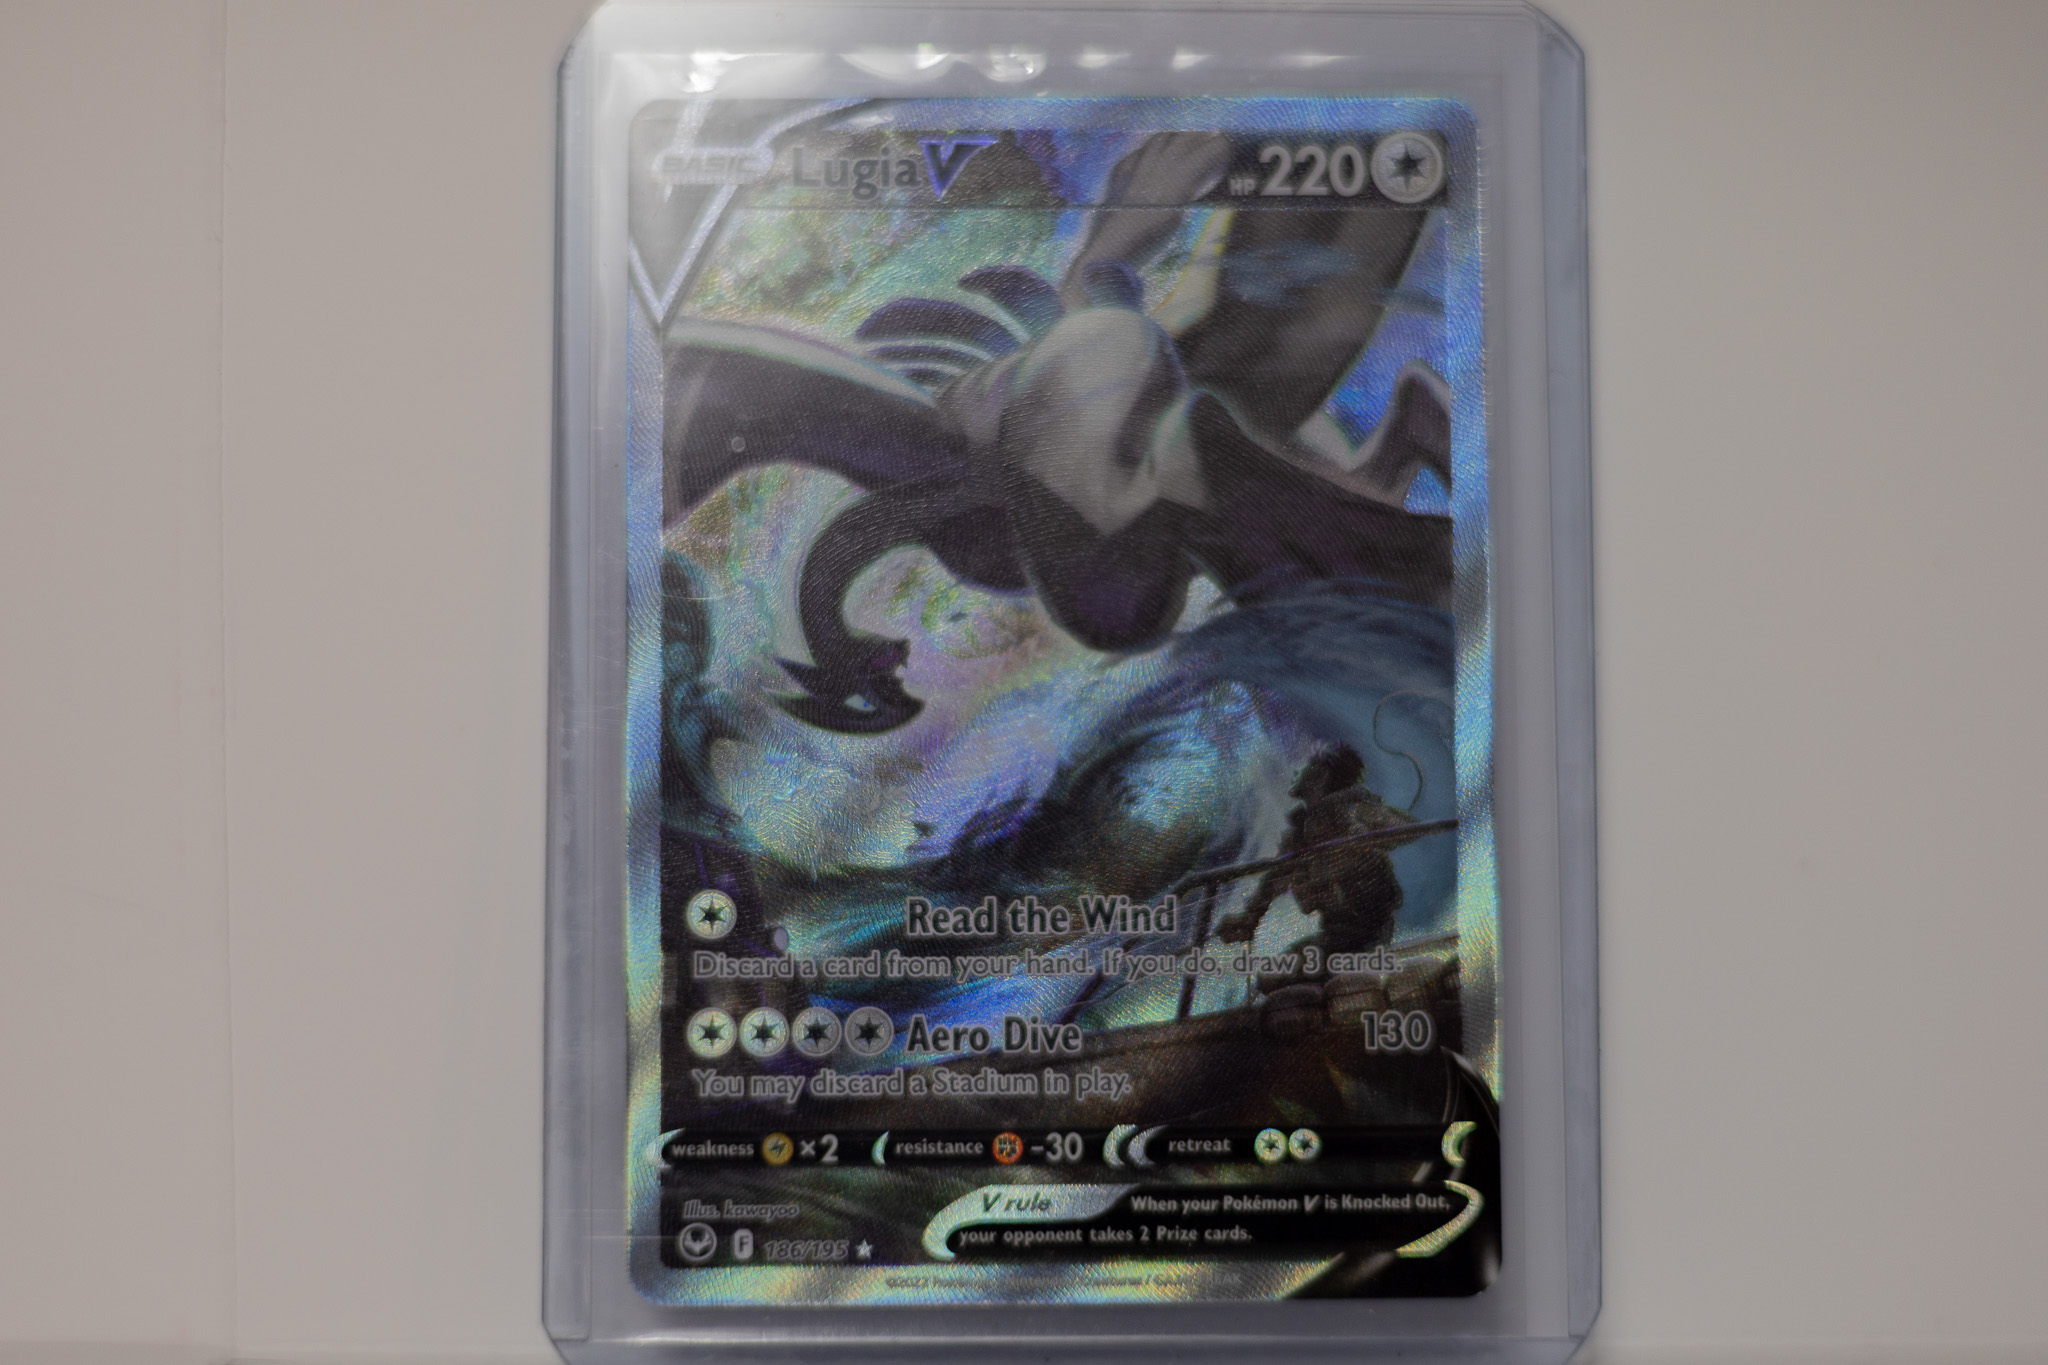 BASIC Lugia V HP 220
Read the Wind
Discard a card from your hand. If you do, draw 3 cards.
Aero Dive 130
You may discard a Stadium in play.
weakness ×2 resistance -30 retreat
Illus. kawayoo
V rule When your Pokémon V is Knocked Out,
your opponent takes 2 Prize cards.
F 186/195